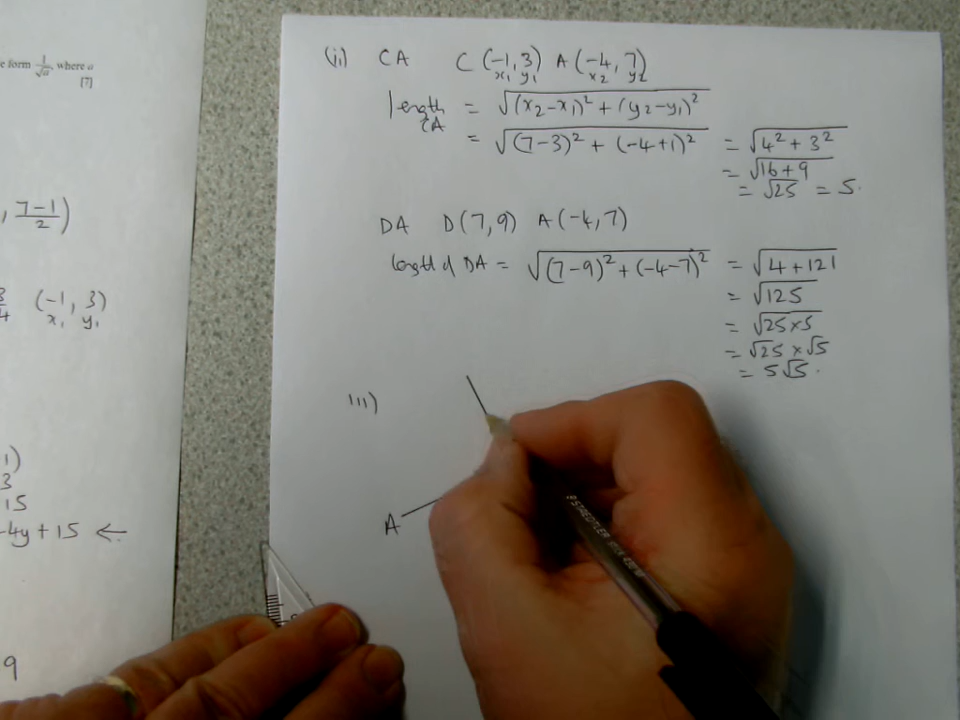 e form 1/√a, where a
[7]
, (7-1)/2)
3/4 (-1, 3)
x₁ y₁
1)
3
15
-4y + 15 ←
9
(ii) CA C (-1, 3) A (-4, 7)
x₁ y₁ x₂ y₂
length CA = √((x₂-x₁)² + (y₂-y₁)²)
= √((7-3)² + (-4+1)²) = √(4² + 3²)
= √(16+9)
= √25 = 5.
DA D (7, 9) A (-4, 7)
length of DA = √((7-9)² + (-4-7)²) = √(4 + 121)
= √125
= √(25×5)
= √25 × √5
= 5√5.
iii)
A
STAEDTLER